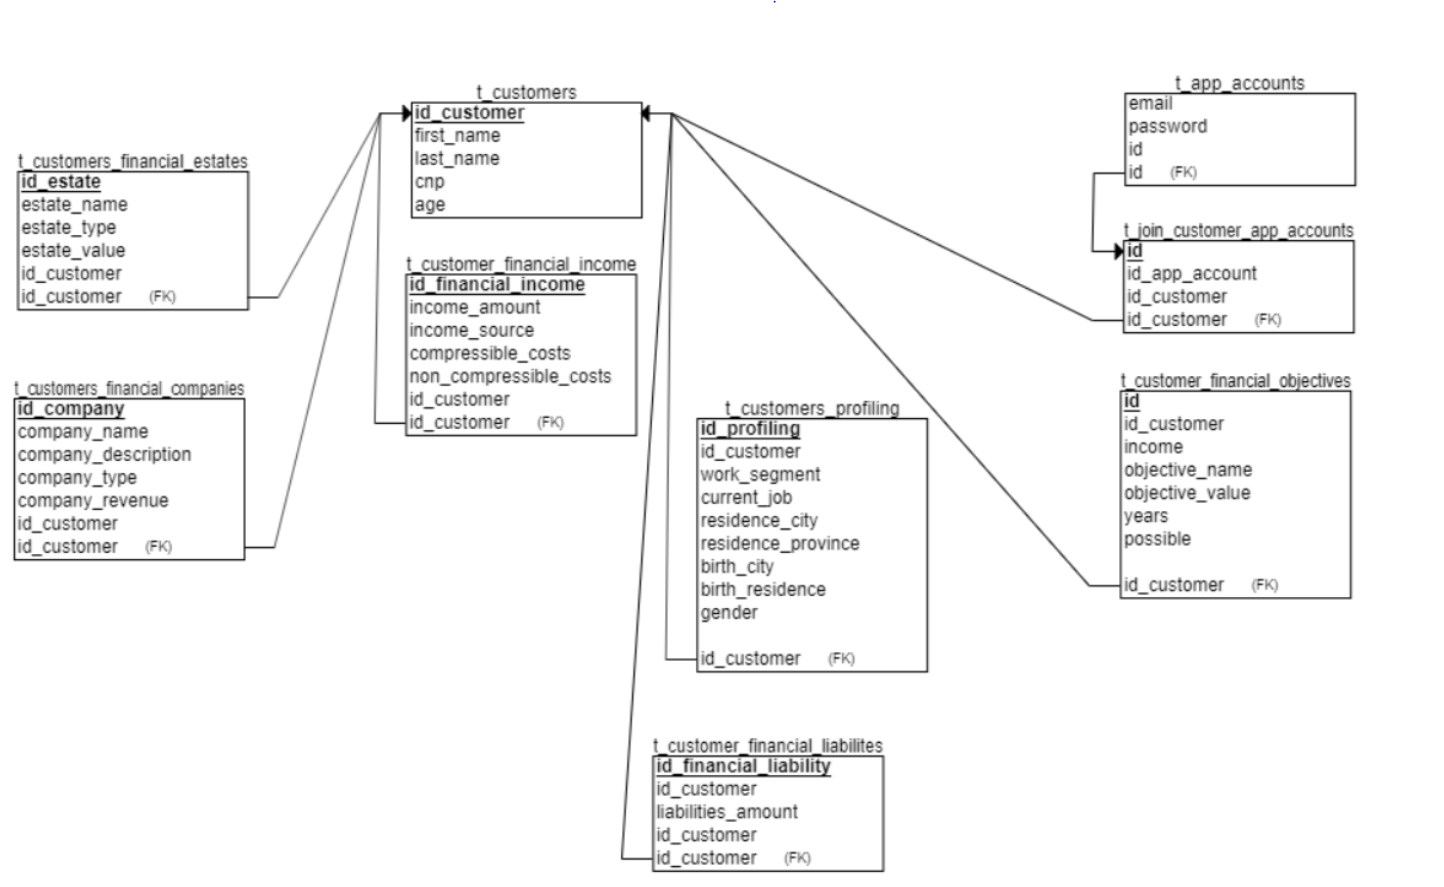 t_customers
id_customer
first_name
last_name
cnp
age
t_app_accounts
email
password
id
id (FK)
t_customers_financial_estates
id_estate
estate_name
estate_type
estate_value
id_customer
id_customer (FK)
t_join_customer_app_accounts
id
id_app_account
id_customer
id_customer (FK)
t_customer_financial_income
id_financial_income
income_amount
income_source
compressible_costs
non_compressible_costs
id_customer
id_customer (FK)
t_customers_financial_companies
id_company
company_name
company_description
company_type
company_revenue
id_customer
id_customer (FK)
t_customers_profiling
id_profiling
id_customer
work_segment
current_job
residence_city
residence_province
birth_city
birth_residence
gender
id_customer (FK)
t_customer_financial_objectives
id
id_customer
income
objective_name
objective_value
years
possible
id_customer (FK)
t_customer_financial_liabilites
id_financial_liability
id_customer
liabilities_amount
id_customer
id_customer (FK)